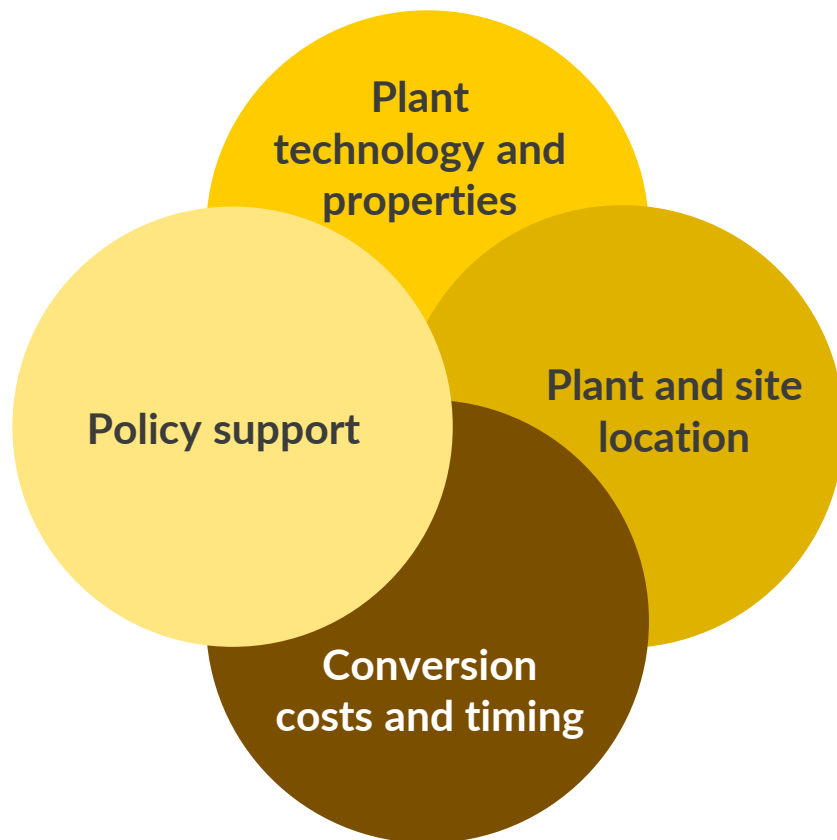 Plant
technology and
properties
Policy support
Plant and site
location
Conversion
costs and timing